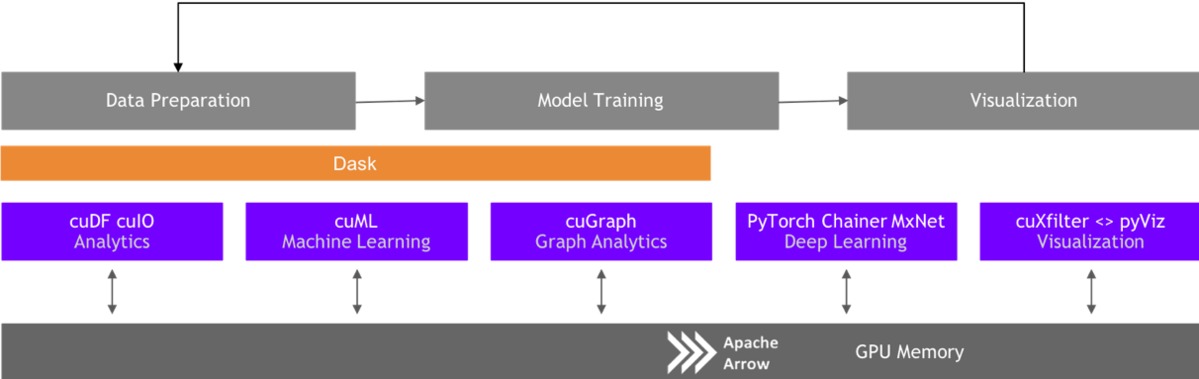 Data Preparation
Model Training
Visualization
Dask
cuDF cuIO
Analytics
cuML
Machine Learning
cuGraph
Graph Analytics
PyTorch Chainer MxNet
Deep Learning
cuXfilter <> pyViz
Visualization
Apache
Arrow
GPU Memory